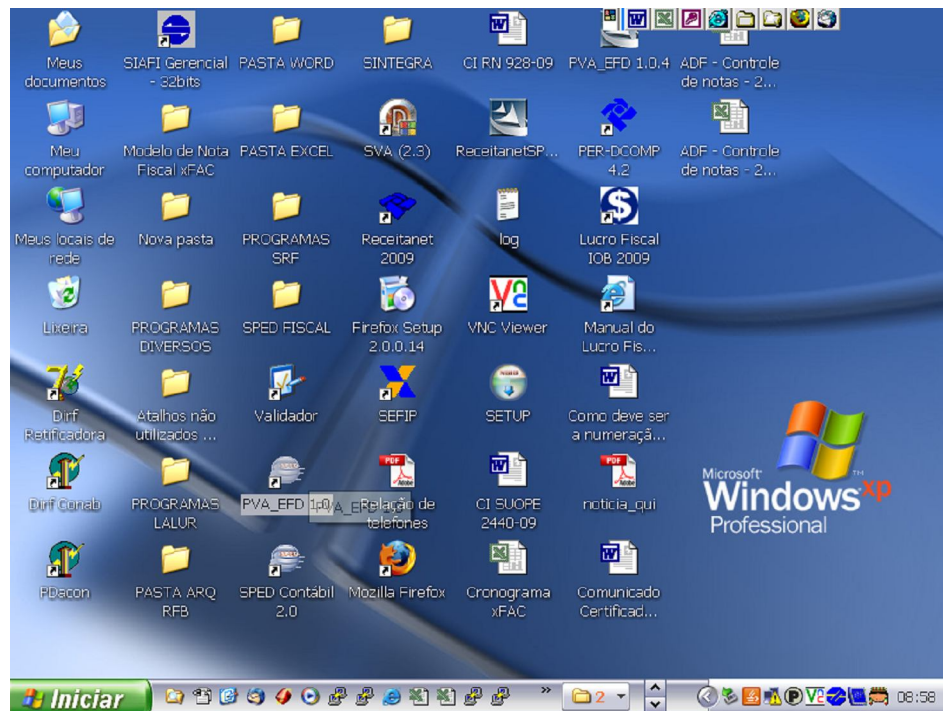 Meus
documentos
SIAFI Gerencial
- 32bits
PASTA WORD
SINTEGRA
CI RN 928-09
PVA_EFD 1.0.4
ADF - Controle
de notas - 2...
Meu
computador
Modelo de Nota
Fiscal xFAC
PASTA EXCEL
SVA (2.3)
ReceitanetSP...
PER-DCOMP
4.2
ADF - Controle
de notas - 2...
Meus locais de
rede
Nova pasta
PROGRAMAS
SRF
Receitanet
2009
log
Lucro Fiscal
IOB 2009
Lixeira
PROGRAMAS
DIVERSOS
SPED FISCAL
Firefox Setup
2.0.0.14
VNC Viewer
Manual do
Lucro Fis...
Dirf
Retificadora
Atalhos não
utilizados ...
Validador
SEFIP
SETUP
Como deve ser
a numeraçã...
Dirf Conab
PROGRAMAS
LALUR
PVA_EFD 1.0
Relação de
telefones
CI SUOPE
2440-09
noticia_qui
PDacon
PASTA ARQ
RFB
SPED Contábil
2.0
Mozilla Firefox
Cronograma
xFAC
Comunicado
Certificad...
Microsoft
Windows xp
Professional
Iniciar
2
08:58